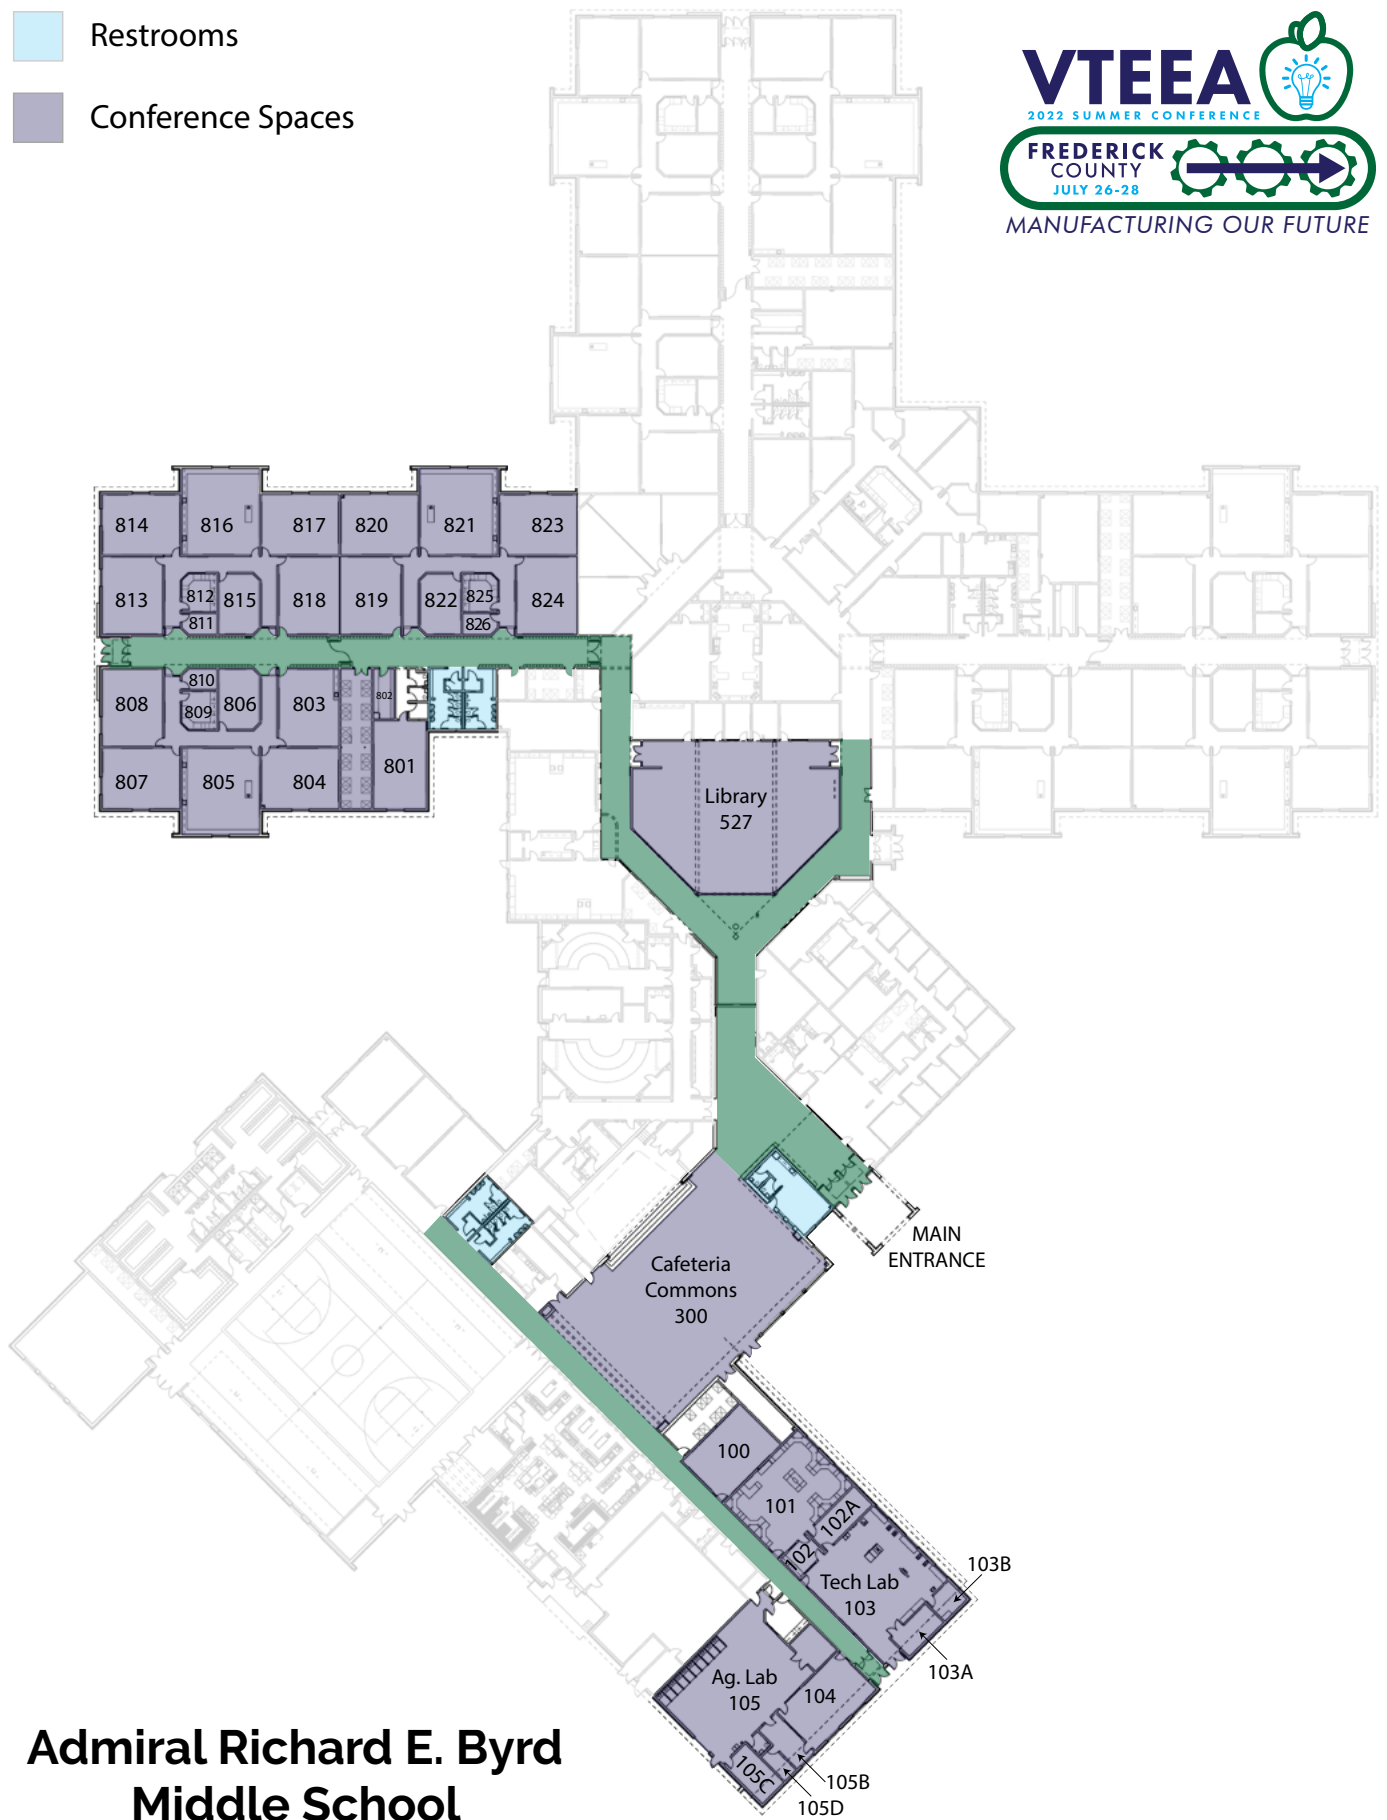 Restrooms
Conference Spaces
VTEEA
2022 SUMMER CONFERENCE
FREDERICK
COUNTY
JULY 26-28
MANUFACTURING OUR FUTURE
814
816
817
820
821
823
813
812
815
818
819
822
825
824
811
826
810
808
809
806
803
802
807
805
804
801
Library
527
MAIN
ENTRANCE
Cafeteria
Commons
300
100
101
102A
102
Tech Lab
103
103B
103A
Ag. Lab
105
104
105C
105B
105D
Admiral Richard E. Byrd
Middle School